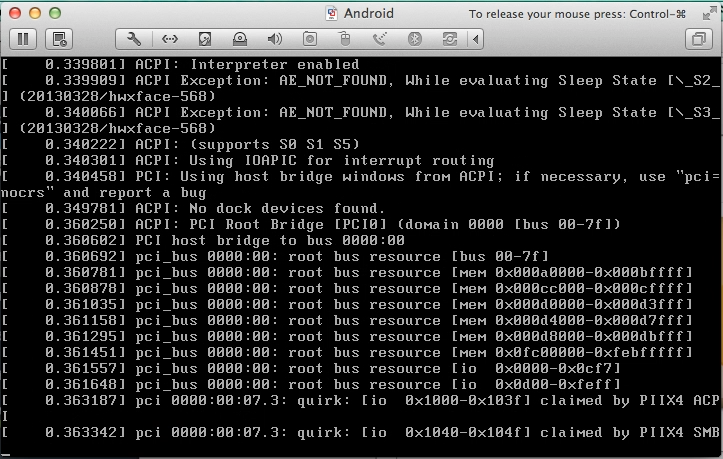 Android
To release your mouse press: Control-⌘
[    0.339801] ACPI: Interpreter enabled
[    0.339909] ACPI Exception: AE_NOT_FOUND, While evaluating Sleep State [\_S2_
] (20130328/hwxface-568)
[    0.340066] ACPI Exception: AE_NOT_FOUND, While evaluating Sleep State [\_S3_
] (20130328/hwxface-568)
[    0.340222] ACPI: (supports S0 S1 S5)
[    0.340301] ACPI: Using IOAPIC for interrupt routing
[    0.340458] PCI: Using host bridge windows from ACPI; if necessary, use "pci=
nocrs" and report a bug
[    0.349781] ACPI: No dock devices found.
[    0.360250] ACPI: PCI Root Bridge [PCI0] (domain 0000 [bus 00-7f])
[    0.360602] PCI host bridge to bus 0000:00
[    0.360692] pci_bus 0000:00: root bus resource [bus 00-7f]
[    0.360781] pci_bus 0000:00: root bus resource [mem 0x000a0000-0x000bffff]
[    0.360878] pci_bus 0000:00: root bus resource [mem 0x000cc000-0x000cffff]
[    0.361035] pci_bus 0000:00: root bus resource [mem 0x000d0000-0x000d3fff]
[    0.361158] pci_bus 0000:00: root bus resource [mem 0x000d4000-0x000d7fff]
[    0.361295] pci_bus 0000:00: root bus resource [mem 0x000d8000-0x000dbfff]
[    0.361451] pci_bus 0000:00: root bus resource [mem 0x0fc00000-0xfebfffff]
[    0.361557] pci_bus 0000:00: root bus resource [io  0x0000-0x0cf7]
[    0.361648] pci_bus 0000:00: root bus resource [io  0x0d00-0xfeff]
[    0.363187] pci 0000:00:07.3: quirk: [io  0x1000-0x103f] claimed by PIIX4 ACP
I
[    0.363342] pci 0000:00:07.3: quirk: [io  0x1040-0x104f] claimed by PIIX4 SMB